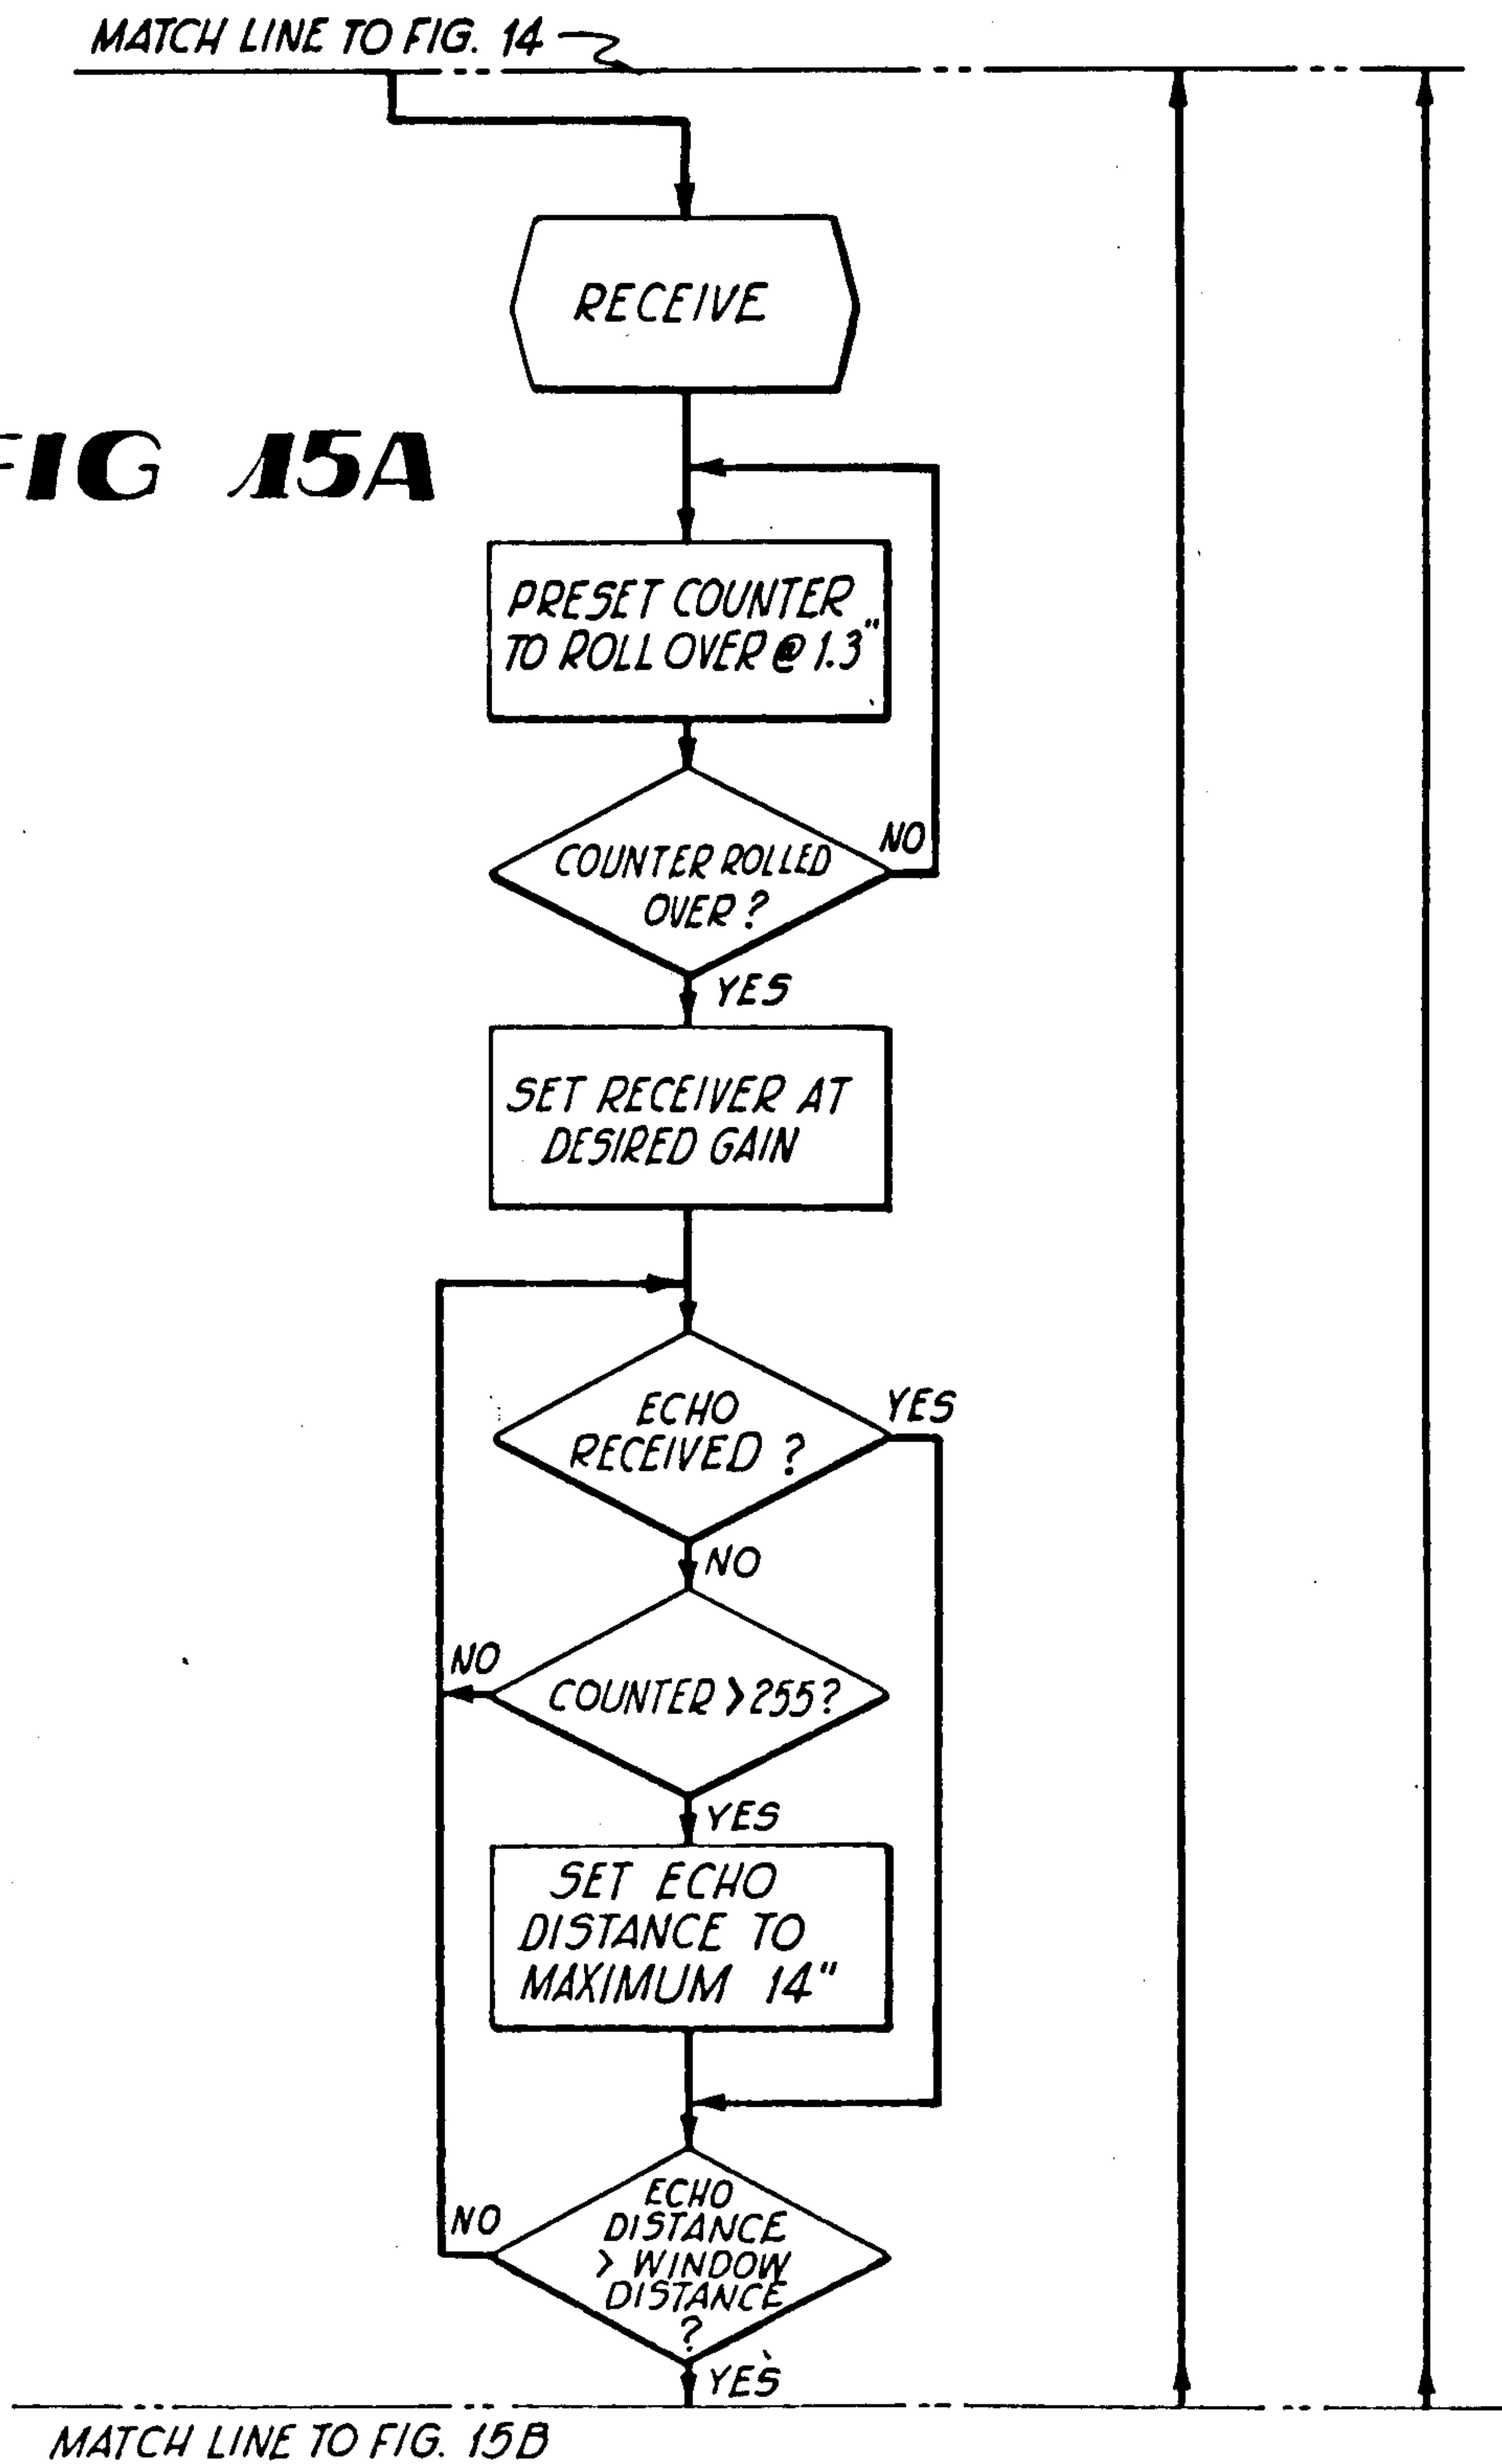 MATCH LINE TO FIG. 14
RECEIVE
FIG 15A
PRESET COUNTER
TO ROLL OVER @ 1.3"
COUNTER ROLLED
OVER?
NO
YES
SET RECEIVER AT
DESIRED GAIN
ECHO
RECEIVED ?
YES
NO
COUNTER > 255?
NO
YES
SET ECHO
DISTANCE TO
MAXIMUM 14"
ECHO
DISTANCE
> WINDOW
DISTANCE
?
NO
YES
MATCH LINE TO FIG. 15B